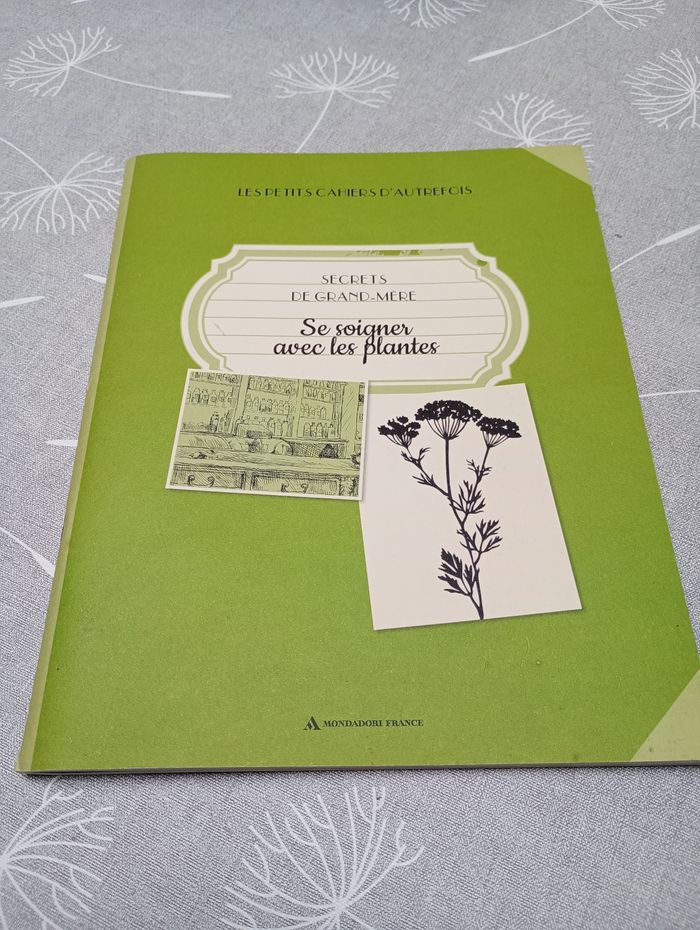 LES PETITS CAHIERS D'AUTREFOIS
SECRETS
DE GRAND-MÈRE
Se soigner
avec les plantes
MONDADORI FRANCE